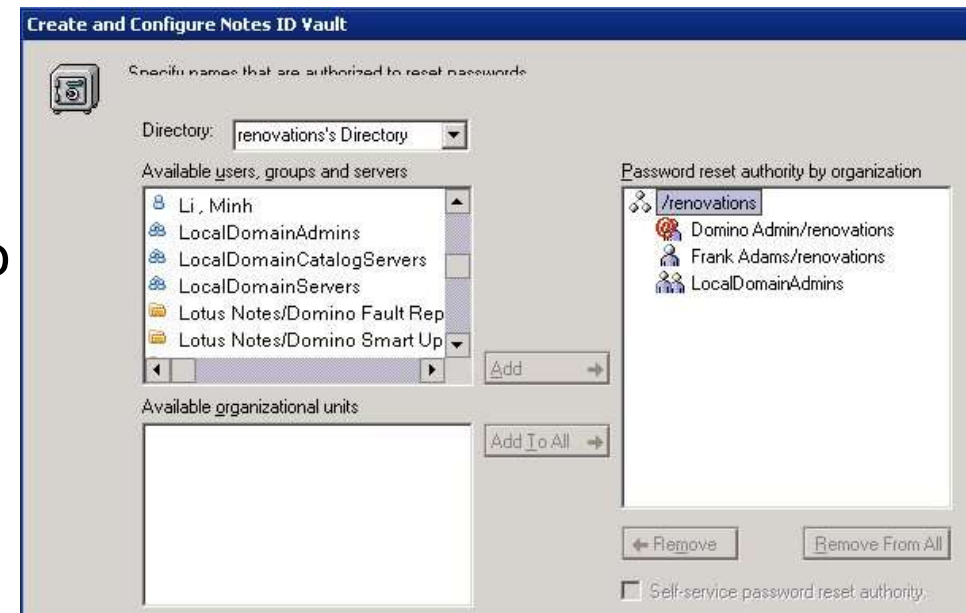 Create and Configure Notes ID Vault
Specify names that are authorized to reset passwords
Directory: renovations's Directory
Available users, groups and servers
Li , Minh
LocalDomainAdmins
LocalDomainCatalogServers
LocalDomainServers
Lotus Notes/Domino Fault Rep
Lotus Notes/Domino Smart Up
Available organizational units
Add
Add To All
Password reset authority by organization
/renovations
Domino Admin/renovations
Frank Adams/renovations
LocalDomainAdmins
Remove
Remove From All
Self-service password reset authority